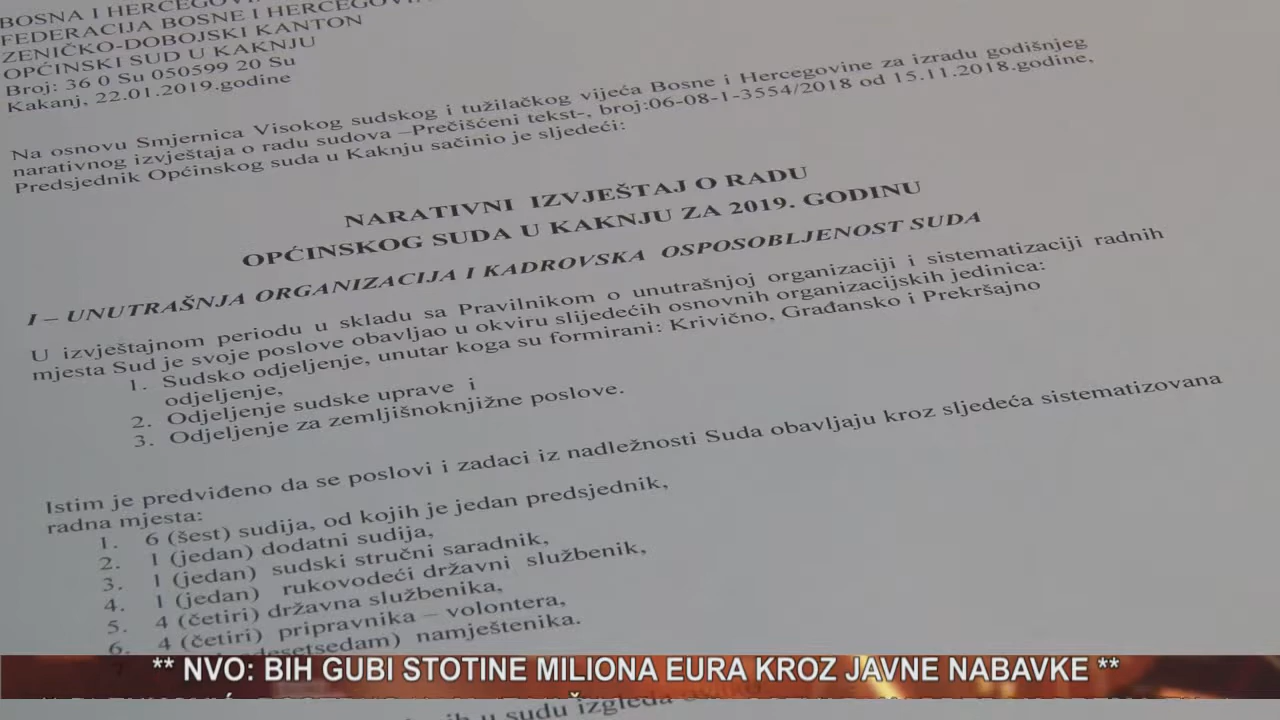 BOSNA I
FEDERACIJA BOSNE I
ZENIČKO-DOBOJSKI KANTON
OPĆINSKI SUD U KAKNJU
Broj: 36 0 Su 050599 20 Su
Kakanj, 22.01.2019.godine
Na osnovu Smjernica Visokog sudskog i tužilačkog vijeća Bosne i Hercegovine za izradu godišnjeg
narativnog izvještaja o radu sudova –Prečišćeni tekst-, broj:06-08-1-3554/2018 od 15.11.2018.godine,
Predsjednik Općinskog suda u Kaknju sačinio je sljedeći:
NARATIVNI IZVJEŠTAJ O RADU
OPĆINSKOG SUDA U KAKNJU ZA 2019. GODINU
I – UNUTRAŠNJA ORGANIZACIJA I KADROVSKA OSPOSOBLJENOST SUDA
U izvještajnom periodu u skladu sa Pravilnikom o unutrašnjoj organizaciji i sistematizaciji radnih
mjesta Sud je svoje poslove obavljao u okviru slijedećih osnovnih organizacijskih jedinica:
1. Sudsko odjeljenje, unutar koga su formirani: Krivično, Građansko i Prekršajno
odjeljenje,
2. Odjeljenje sudske uprave i
3. Odjeljenje za zemljišnoknjižne poslove.
Istim je predviđeno da se poslovi i zadaci iz nadležnosti Suda obavljaju kroz sljedeća sistematizovana
radna mjesta:
1. 6 (šest) sudija, od kojih je jedan predsjednik,
2. 1 (jedan) dodatni sudija,
3. 1 (jedan) sudski stručni saradnik,
4. 1 (jedan) rukovodeći državni službenik,
5. 4 (četiri) državna službenika,
6. 4 (četiri) pripravnika – volontera,
namještenika.
** NVO: BIH GUBI STOTINE MILIONA EURA KROZ JAVNE NABAVKE **
u sudu izgleda